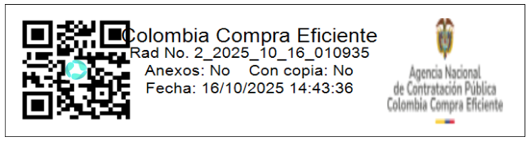 Colombia Compra Eficiente
Rad No. 2_2025_10_16_010935
Anexos: No Con copia: No
Fecha: 16/10/2025 14:43:36
Agencia Nacional
de Contratación Pública
Colombia Compra Eficiente